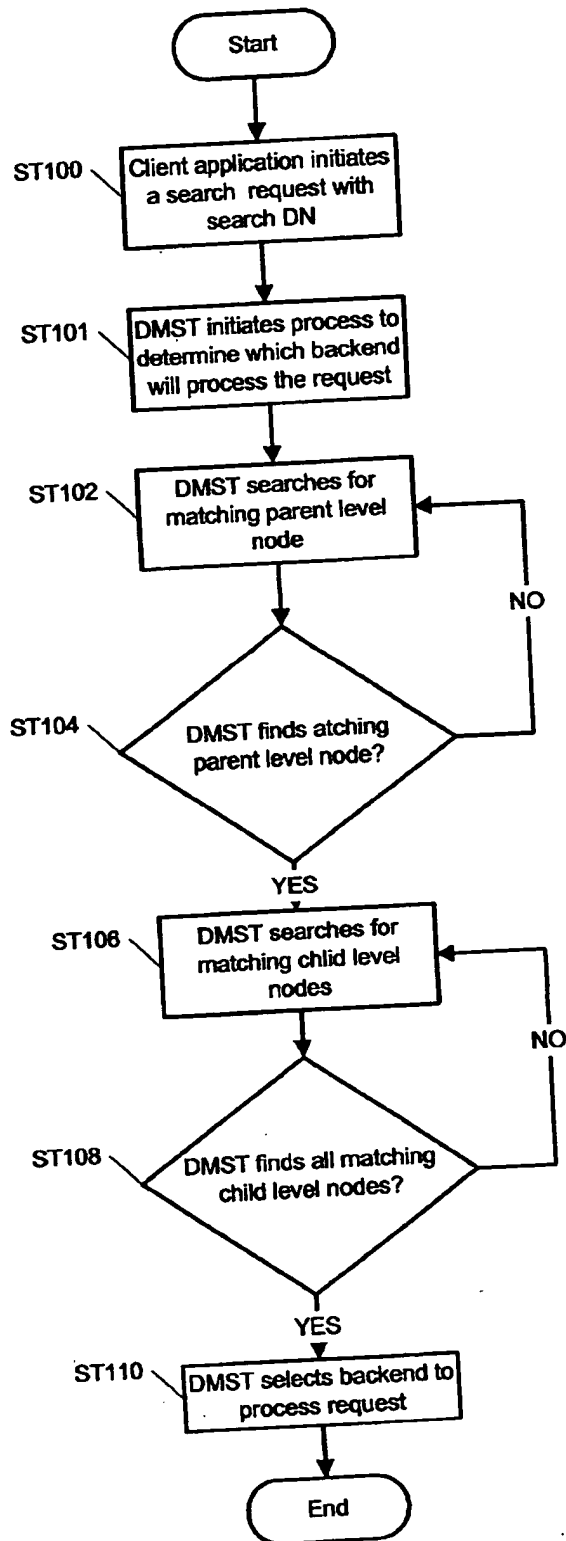 Start
ST100
Client application initiates
a search request with
search DN
ST101
DMST initiates process to
determine which backend
will process the request
ST102
DMST searches for
matching parent level
node
NO
ST104
DMST finds atching
parent level node?
YES
ST106
DMST searches for
matching chlid level
nodes
NO
ST108
DMST finds all matching
child level nodes?
YES
ST110
DMST selects backend to
process request
End